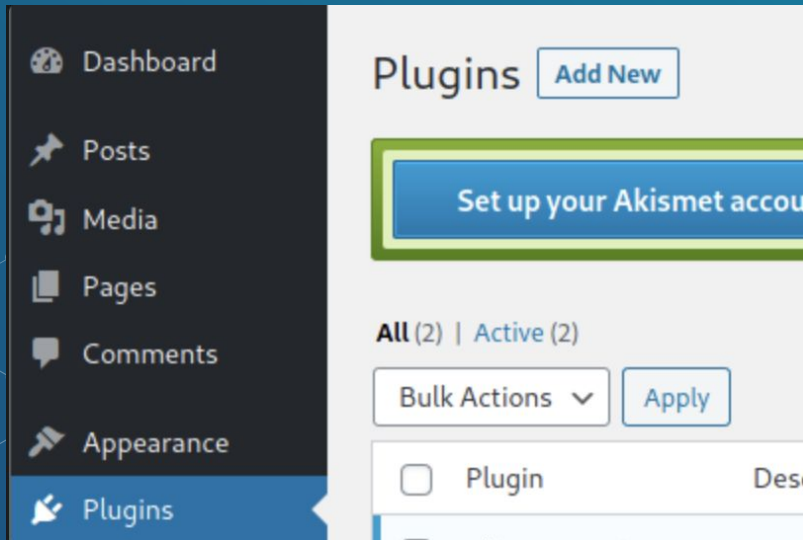 Dashboard
Posts
Media
Pages
Comments
Appearance
Plugins
Plugins Add New
Set up your Akismet accou
All (2) | Active (2)
Bulk Actions Apply
Plugin Desc